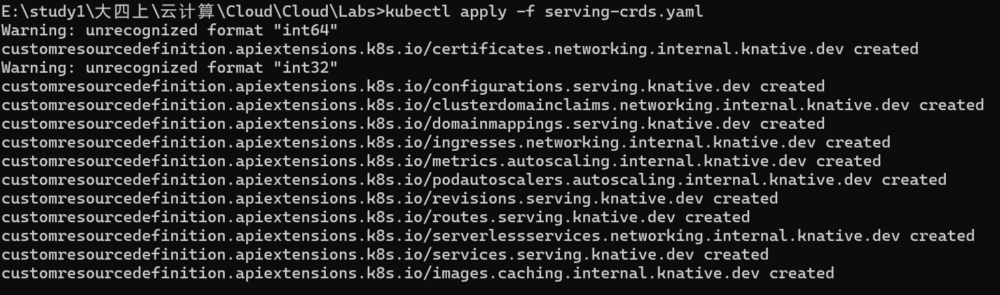 E:\study1\大四上\云计算\Cloud\Cloud\Labs>kubectl apply -f serving-crds.yaml
Warning: unrecognized format "int64"
customresourcedefinition.apiextensions.k8s.io/certificates.networking.internal.knative.dev created
Warning: unrecognized format "int32"
customresourcedefinition.apiextensions.k8s.io/configurations.serving.knative.dev created
customresourcedefinition.apiextensions.k8s.io/clusterdomainclaims.networking.internal.knative.dev created
customresourcedefinition.apiextensions.k8s.io/domainmappings.serving.knative.dev created
customresourcedefinition.apiextensions.k8s.io/ingresses.networking.internal.knative.dev created
customresourcedefinition.apiextensions.k8s.io/metrics.autoscaling.internal.knative.dev created
customresourcedefinition.apiextensions.k8s.io/podautoscalers.autoscaling.internal.knative.dev created
customresourcedefinition.apiextensions.k8s.io/revisions.serving.knative.dev created
customresourcedefinition.apiextensions.k8s.io/routes.serving.knative.dev created
customresourcedefinition.apiextensions.k8s.io/serverlessservices.networking.internal.knative.dev created
customresourcedefinition.apiextensions.k8s.io/services.serving.knative.dev created
customresourcedefinition.apiextensions.k8s.io/images.caching.internal.knative.dev created